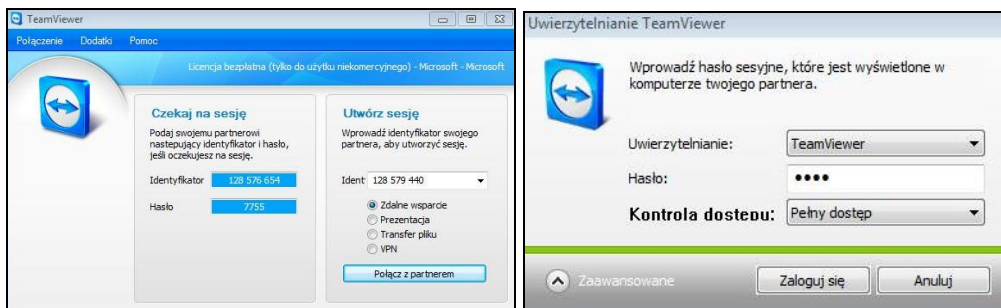 TeamViewer
Połączenie Dodatki Pomoc
Licencja bezpłatna (tylko do użytku niekomercyjnego) - Microsoft - Microsoft
Czekaj na sesję
Podaj swojemu partnerowi
nastepujący identyfikator i hasło,
jeśli oczekujesz na sesję.
Identyfikator 128 576 654
Hasło 7755
Utwórz sesję
Wprowadź identyfikator swojego
partnera, aby utworzyć sesję.
Ident 128 579 440
Zdalne wsparcie
Prezentacja
Transfer pliku
VPN
Połącz z partnerem
Uwierzytelnianie TeamViewer
Wprowadź hasło sesyjne, które jest wyświetlone w
komputerze twojego partnera.
Uwierzytelnianie: TeamViewer
Hasło: ••••
Kontrola dostępu: Pełny dostęp
Zaawansowane Zaloguj się Anuluj